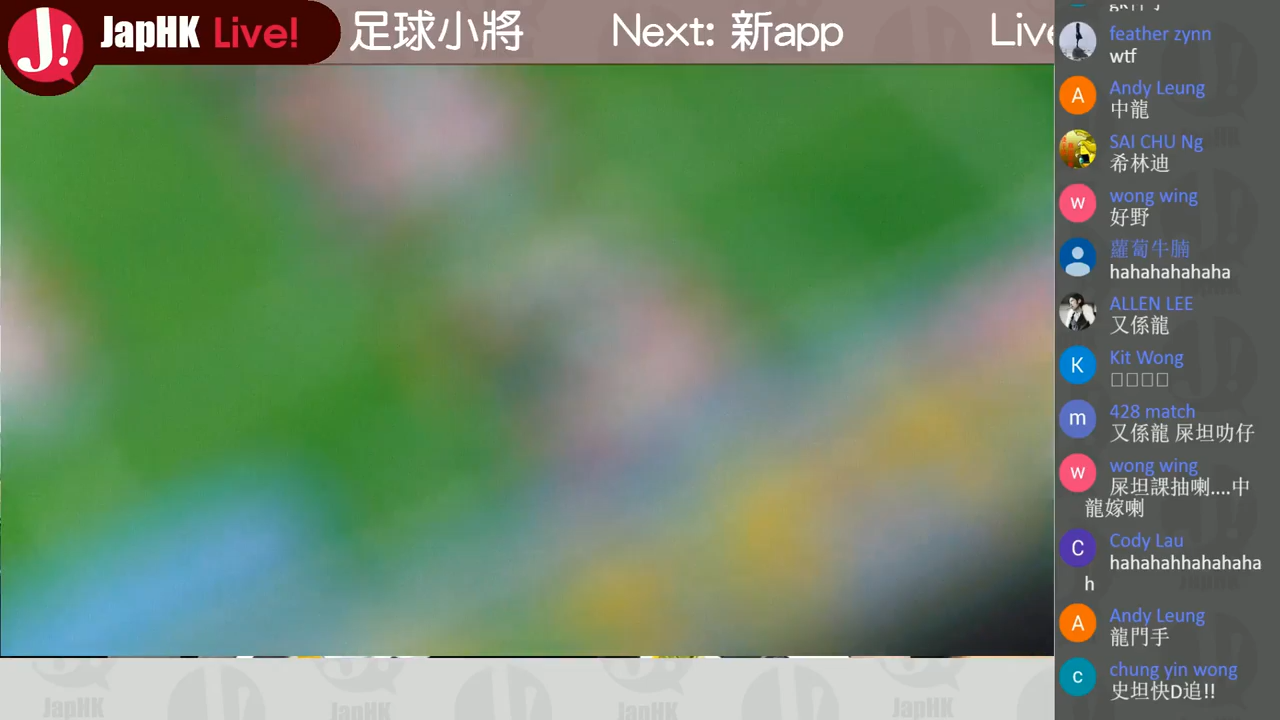 J! JapHK Live!
足球小將
Next: 新app
Live
feather zynn
wtf
Andy Leung
中龍
SAI CHU Ng
希林迪
wong wing
好野
蘿蔔牛腩
hahahahahaha
ALLEN LEE
又係龍
Kit Wong
428 match
又係龍 屎坦叻仔
wong wing
屎坦課抽喇....中
龍嫁喇
Cody Lau
hahahahhahahaha
h
Andy Leung
龍門手
chung yin wong
史坦快D追!!
JapHK
JapHK
JapHK
JapHK